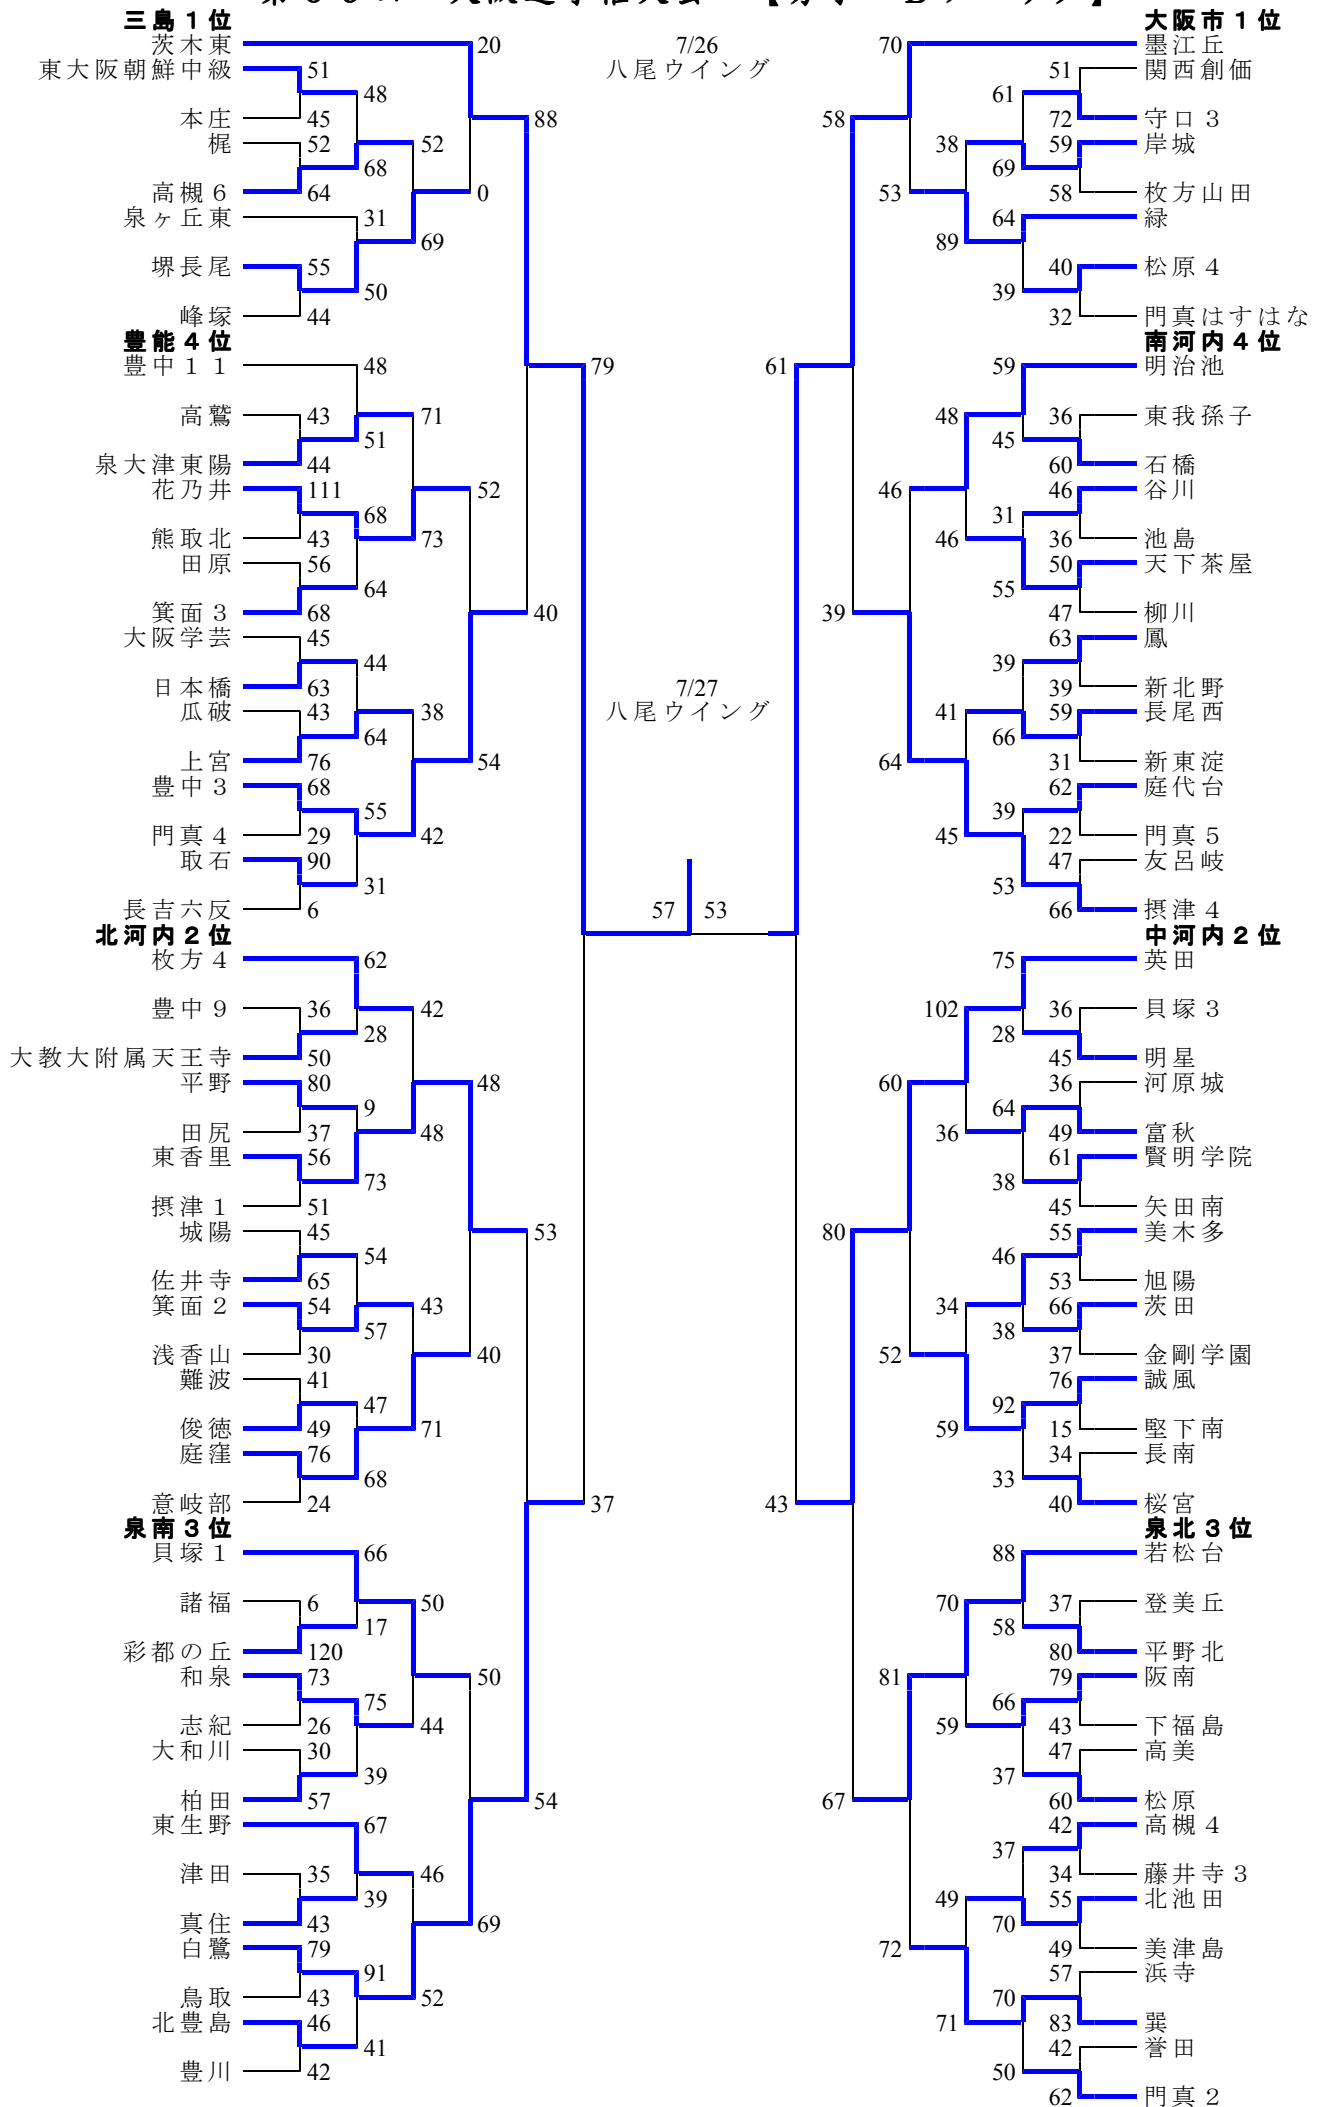 三島１位
茨木東
20
東大阪朝鮮中級
51
48
本庄
45
88
梶
52
52
68
高槻６
64
0
泉ヶ丘東
31
69
堺長尾
55
50
峰塚
44
豊能４位
豊中１１
48
79
高鷲
43
71
51
泉大津東陽
44
花乃井
111
52
68
熊取北
43
73
田原
56
64
箕面３
68
40
大阪学芸
45
44
日本橋
63
瓜破
43
38
64
上宮
76
54
豊中３
68
55
門真４
29
42
取石
90
31
長吉六反
6
北河内２位
枚方４
62
豊中９
36
42
28
大教大附属天王寺
50
平野
80
48
9
田尻
37
48
東香里
56
73
摂津１
51
城陽
45
53
54
佐井寺
65
箕面２
54
43
57
浅香山
30
40
難波
41
47
俊徳
49
71
庭窪
76
68
意岐部
24
37
泉南３位
貝塚１
66
諸福
6
50
17
彩都の丘
120
和泉
73
50
75
志紀
26
44
大和川
30
39
柏田
57
54
東生野
67
津田
35
46
39
真住
43
69
白鷺
79
91
鳥取
43
52
北豊島
46
41
豊川
42
7/26
八尾ウイング
7/27
八尾ウイング
57
53
大阪市１位
70
墨江丘
51
関西創価
61
58
72
守口３
38
59
岸城
69
53
58
枚方山田
64
緑
89
40
松原４
39
32
門真はすはな
南河内４位
61
59
明治池
48
36
東我孫子
45
60
石橋
46
46
谷川
31
46
36
池島
50
天下茶屋
55
39
47
柳川
63
鳳
39
39
新北野
41
59
長尾西
66
64
31
新東淀
62
庭代台
39
45
22
門真５
47
友呂岐
53
66
摂津４
中河内２位
75
英田
102
36
貝塚３
28
45
明星
60
36
河原城
64
36
49
富秋
61
賢明学院
38
45
矢田南
80
55
美木多
46
53
旭陽
34
66
茨田
38
52
37
金剛学園
76
誠風
92
59
15
堅下南
34
長南
33
43
40
桜宮
泉北３位
88
若松台
70
37
登美丘
58
80
平野北
81
79
阪南
66
59
43
下福島
47
高美
37
67
60
松原
42
高槻４
37
34
藤井寺３
49
55
北池田
70
72
49
美津島
57
浜寺
70
71
83
巽
42
誉田
50
62
門真２